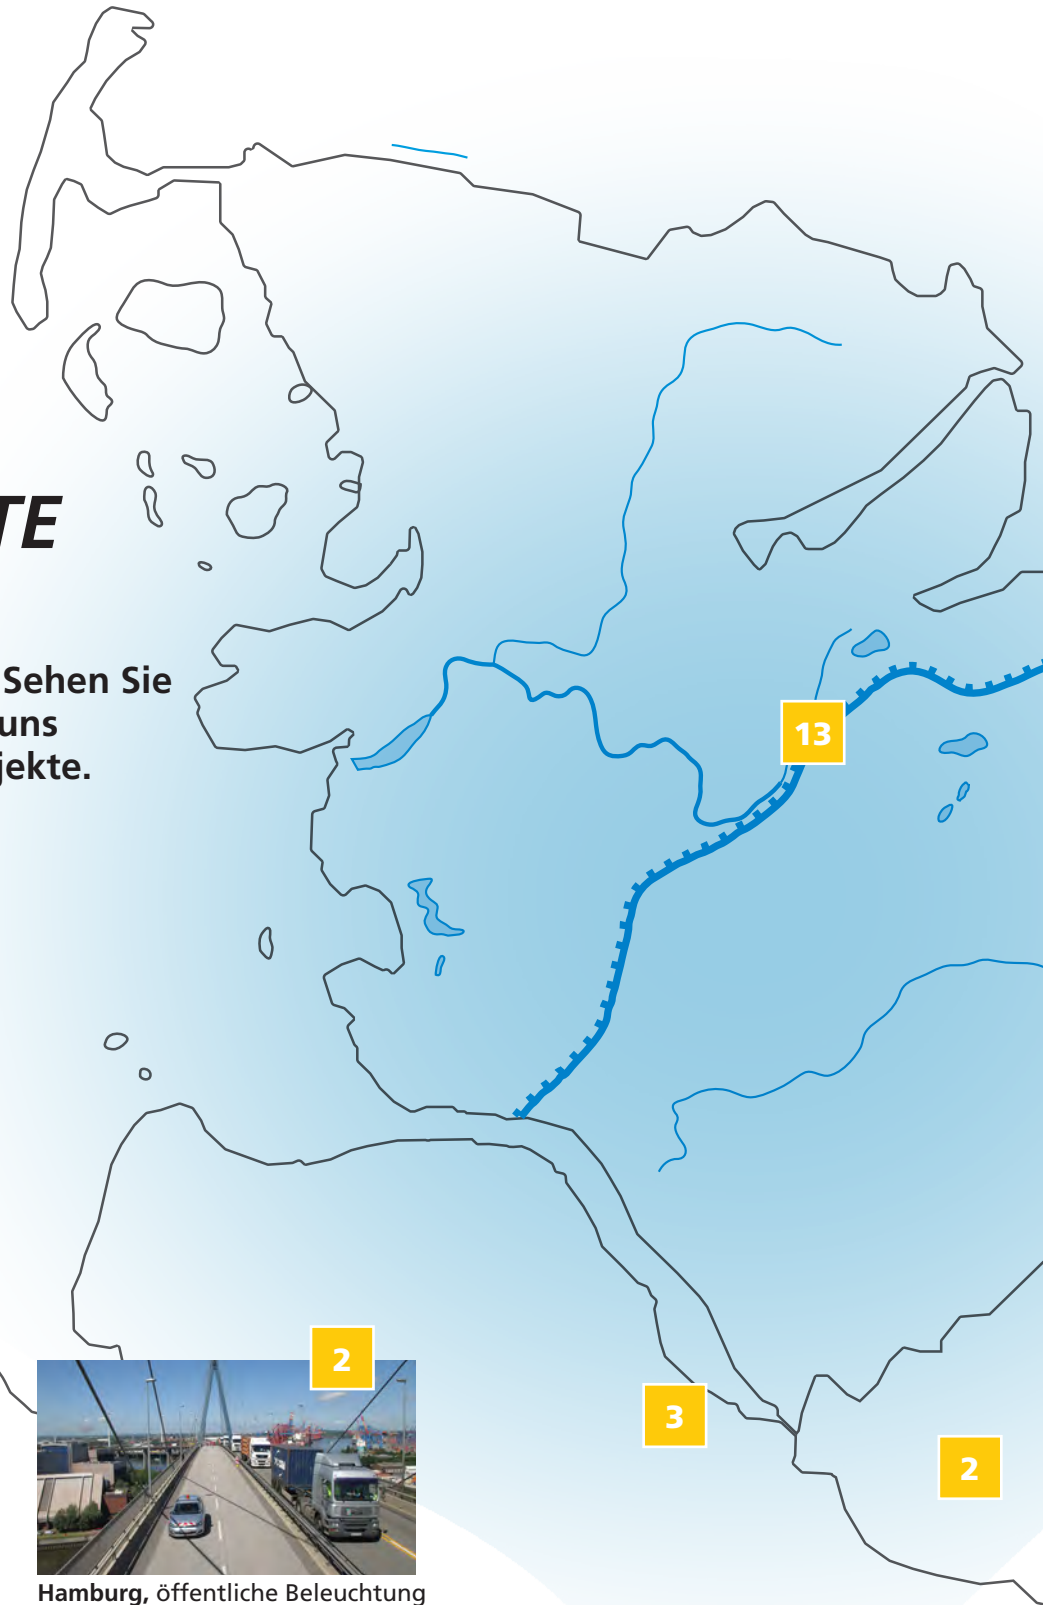 TE
Sehen Sie
uns
jekte.
13
2
3
2
Hamburg, öffentliche Beleuchtung